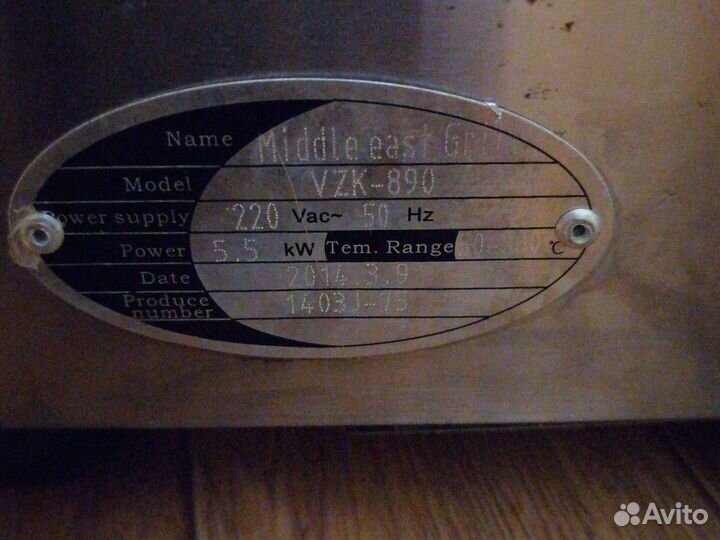 Name Middle east Grill
Model VZK-890
Power supply 220 Vac~ 50 Hz
Power 5.5 kW Tem. Range °C
Date 2014.3.9
Produce number 1403J-75
Avito